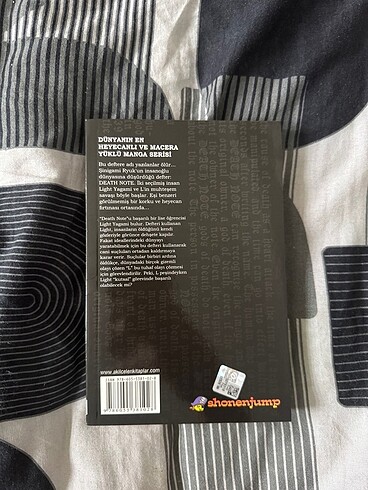 DÜNYANIN EN
HEYECANLI VE MACERA
YÜKLÜ MANGA SERİSİ
Bu deftere adı yazılanlar ölür...
Şinigami Ryuk'un insanoğlu
dünyasına düşürdüğü defter:
DEATH NOTE. İki seçilmiş insan
Light Yagami ve L'in muhteşem
savaşı böyle başlar. Eşi benzeri
görülmemiş bir korku ve heyecan
fırtınası ortasında...
"Death Note"u başarılı bir lise öğrencisi
Light Yagami bulur. Defteri kullanan
Light, insanların öldüğünü kendi
gözleriyle görünce dehşete kapılır.
Fakat ideallerindeki dünyayı
yaratabilmek için bu defteri kullanarak
cani suçluları ortadan kaldırmaya
karar verir. Suçlular birbiri ardına
öldükçe, dünyadaki birçok gizemli
olayı çözen "L" bu tuhaf olayı çözmesi
için görevlendirilir. Peki, L peşindeyken
Light "kutsal" görevinde başarılı
olabilecek mi?
www.akilcelenkitaplar.com
shonenjump